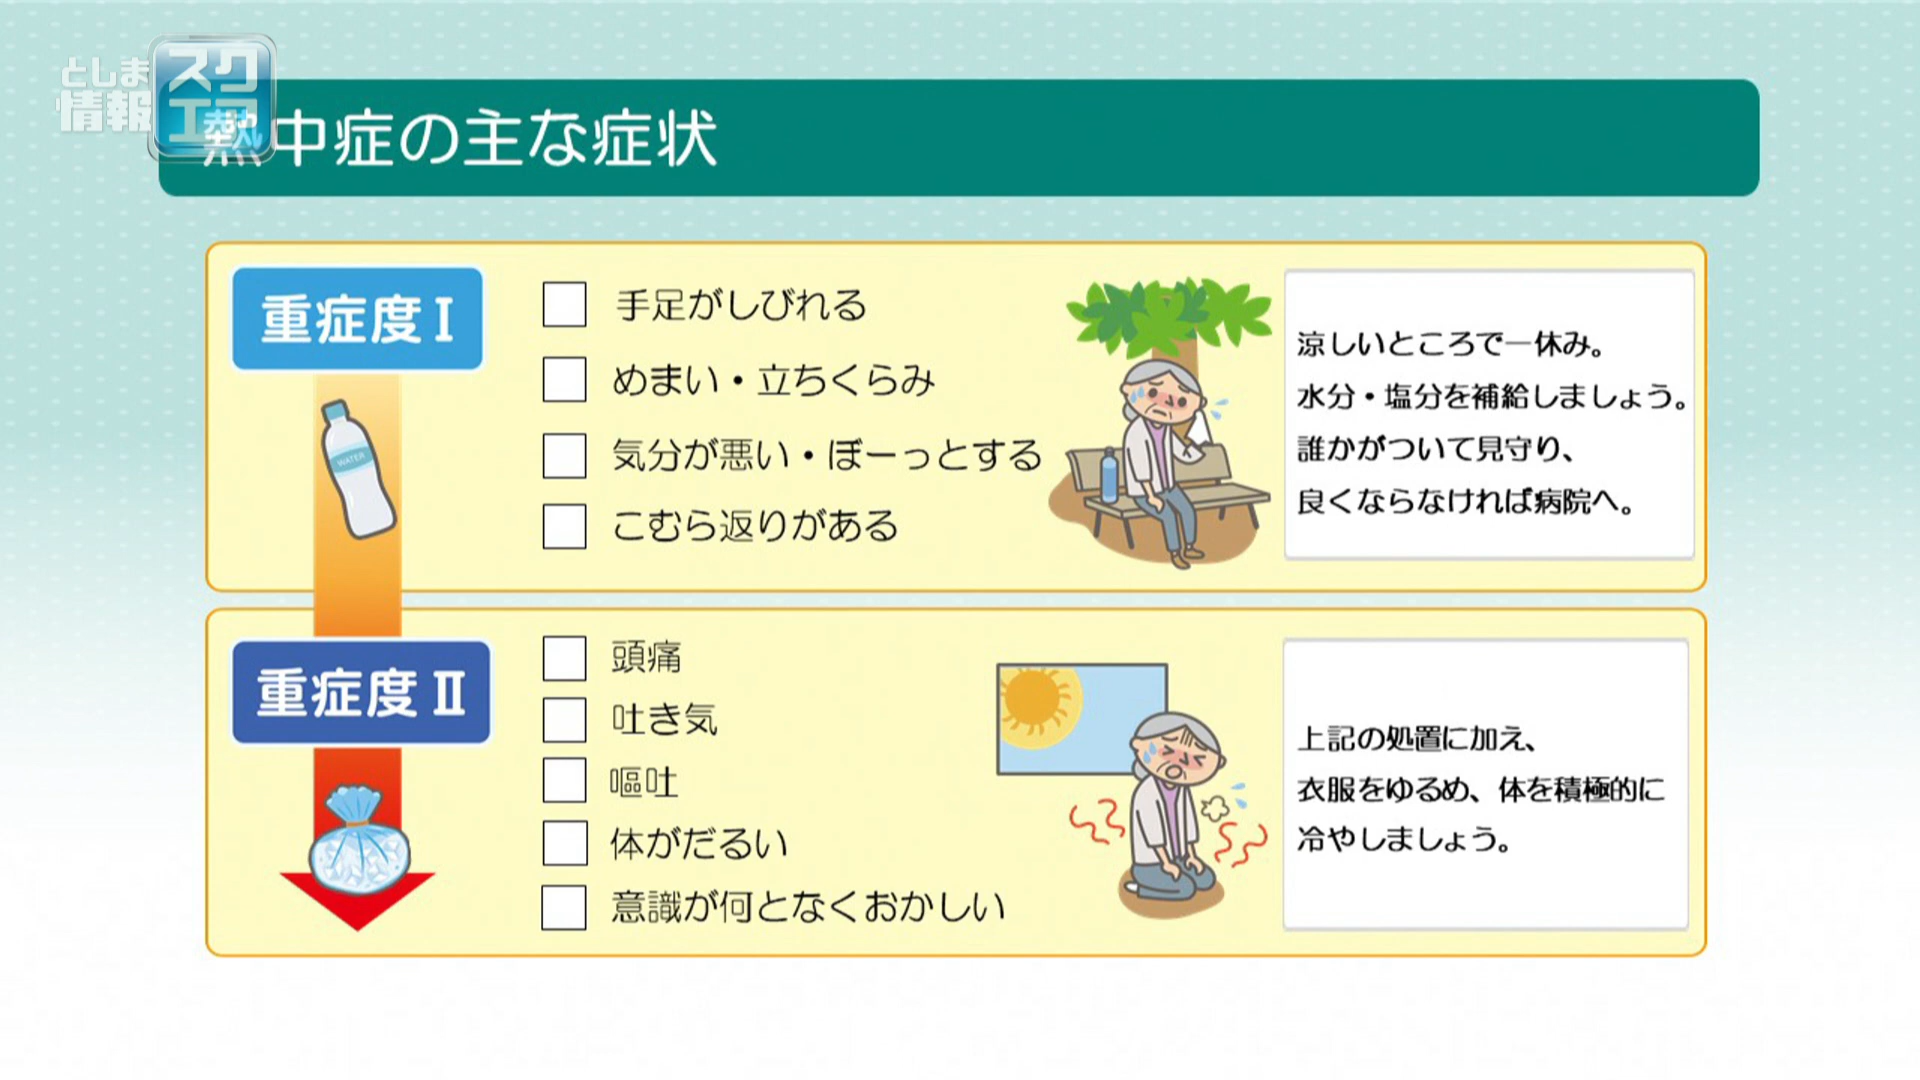 としま
情報
スク
エア
熱中症の主な症状
重症度Ⅰ
WATER
手足がしびれる
めまい・立ちくらみ
気分が悪い・ぼーっとする
こむら返りがある
涼しいところで一休み。
水分・塩分を補給しましょう。
誰かがついて見守り、
良くならなければ病院へ。
重症度Ⅱ
頭痛
吐き気
嘔吐
体がだるい
意識が何となくおかしい
上記の処置に加え、
衣服をゆるめ、体を積極的に
冷やしましょう。